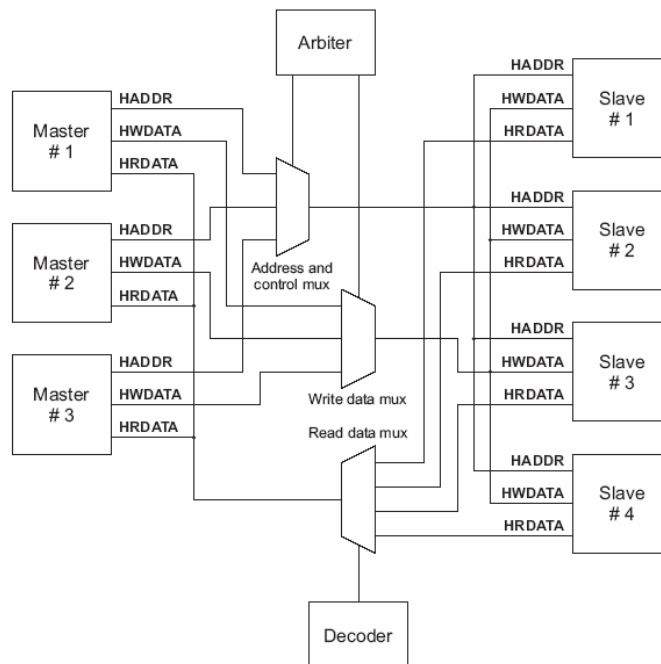 Arbiter
Master
# 1
HADDR
HWDATA
HRDATA
Master
# 2
HADDR
HWDATA
HRDATA
Master
# 3
HADDR
HWDATA
HRDATA
Address and
control mux
Write data mux
Read data mux
HADDR
HWDATA
HRDATA
Slave
# 1
HADDR
HWDATA
HRDATA
Slave
# 2
HADDR
HWDATA
HRDATA
Slave
# 3
HADDR
HWDATA
HRDATA
Slave
# 4
Decoder